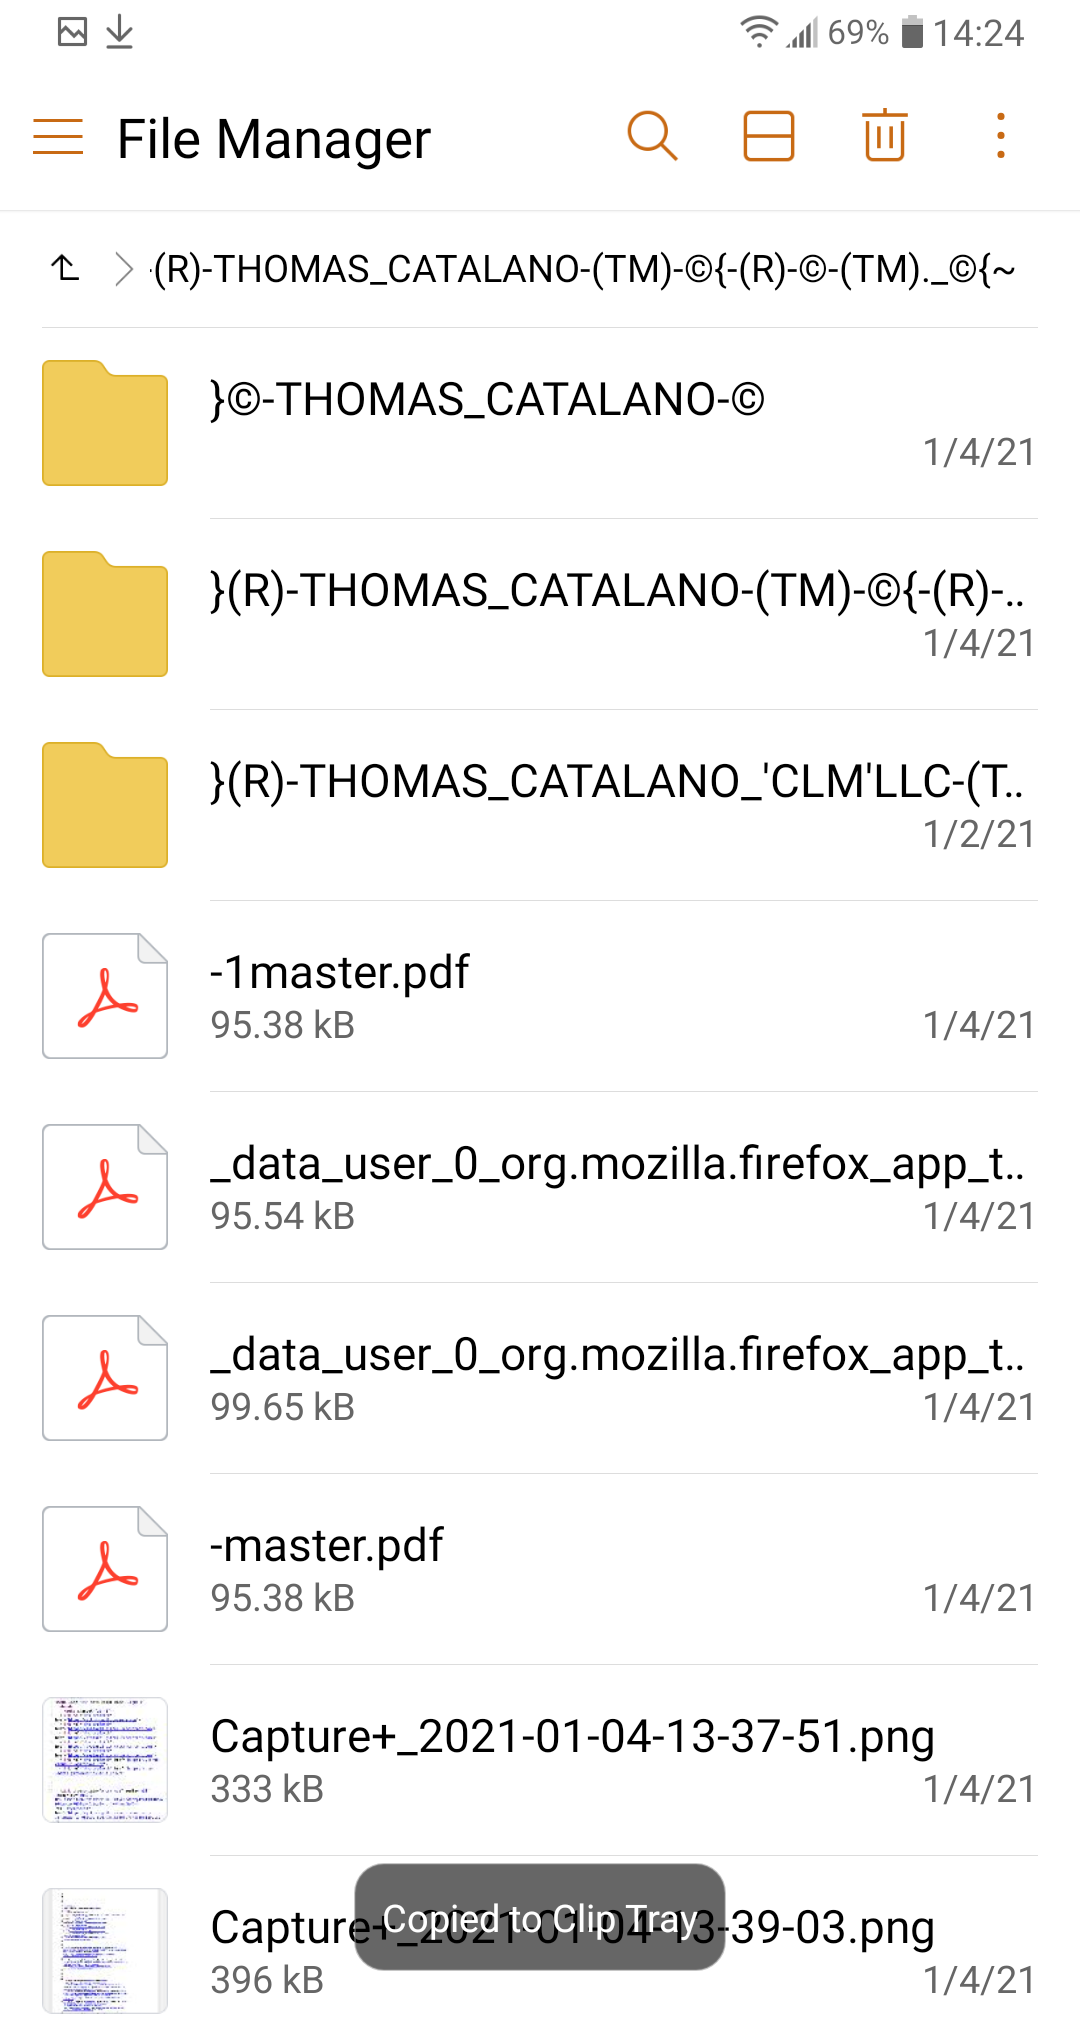 69% 14:24
File Manager
(R)-THOMAS_CATALANO-(TM)-©{-(R)-©-(TM)._©{~
}©-THOMAS_CATALANO-©
1/4/21
}(R)-THOMAS_CATALANO-(TM)-©{-(R)-..
1/4/21
}(R)-THOMAS_CATALANO_'CLM'LLC-(T..
1/2/21
-1master.pdf
95.38 kB 1/4/21
_data_user_0_org.mozilla.firefox_app_t..
95.54 kB 1/4/21
_data_user_0_org.mozilla.firefox_app_t..
99.65 kB 1/4/21
-master.pdf
95.38 kB 1/4/21
Capture+_2021-01-04-13-37-51.png
333 kB 1/4/21
Capture+_2021-01-04-13-39-03.png
Copied to Clip Tray
396 kB 1/4/21